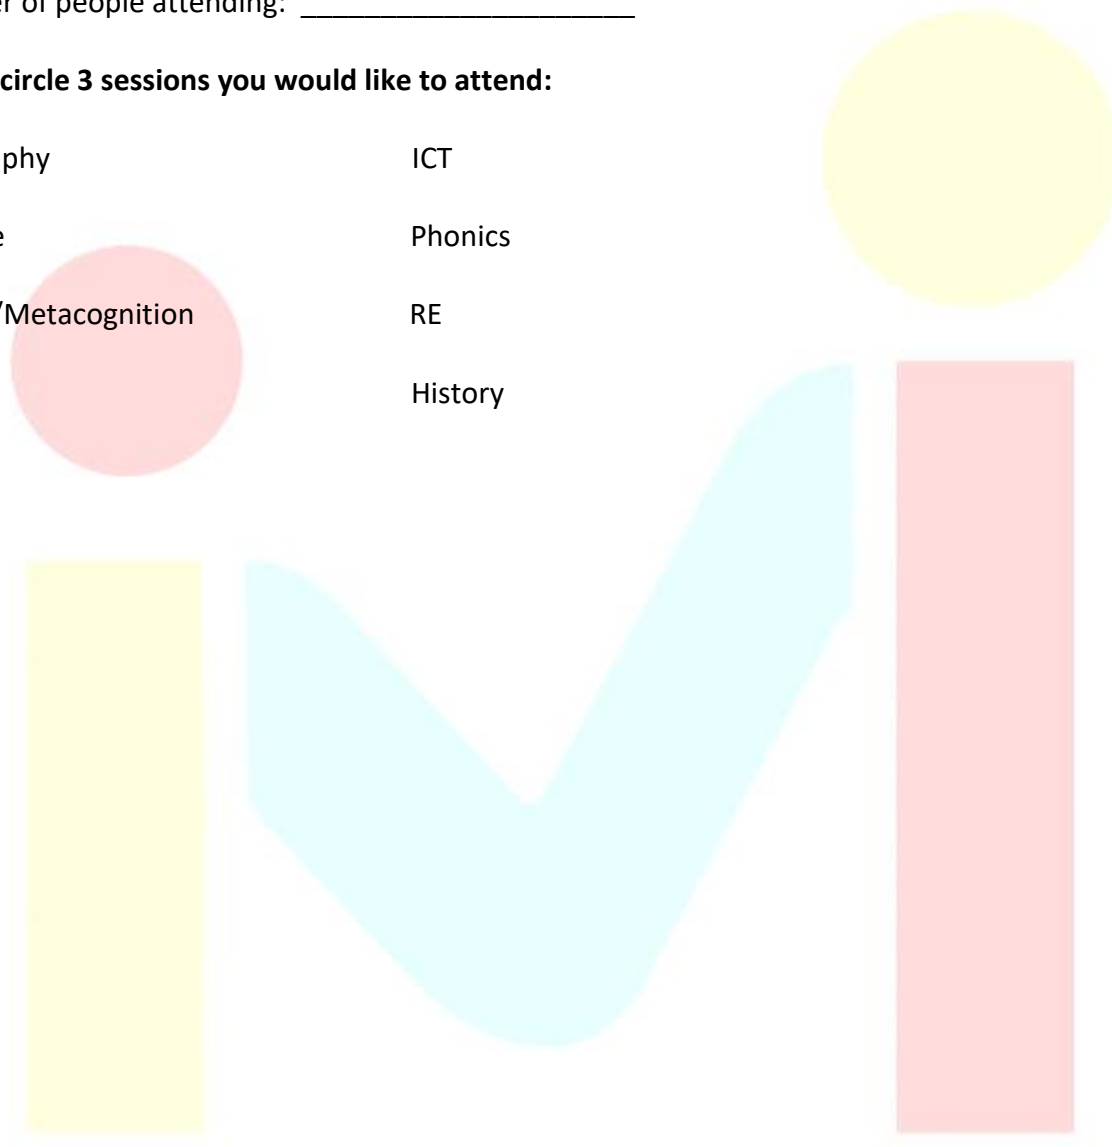 er of people attending: _____________________
circle 3 sessions you would like to attend:
phy ICT
e Phonics
/Metacognition RE
History